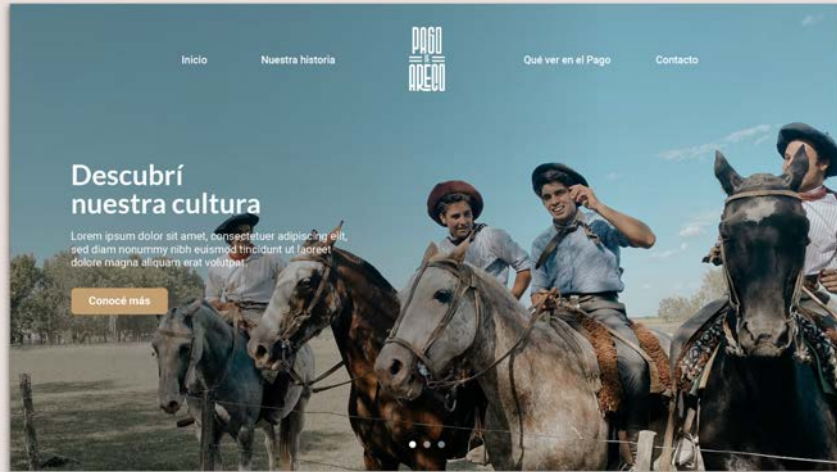 Inicio
Nuestra historia
PAGO
DE
ARECO
Qué ver en el Pago
Contacto
Descubrí
nuestra cultura
Lorem ipsum dolor sit amet, consectetuer adipiscing elit,
sed diam nonummy nibh euismod tincidunt ut laoreet
dolore magna aliquam erat volutpat.
Conocé más